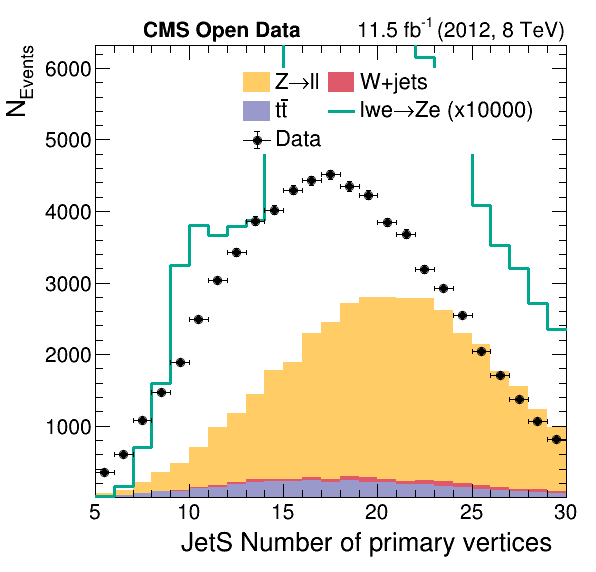 CMS Open Data 11.5 fb⁻¹ (2012, 8 TeV)
N_Events
6000
5000
4000
3000
2000
1000
Z→ll W+jets
tt̄ lwe→Ze (x10000)
Data
5 10 15 20 25 30
JetS Number of primary vertices